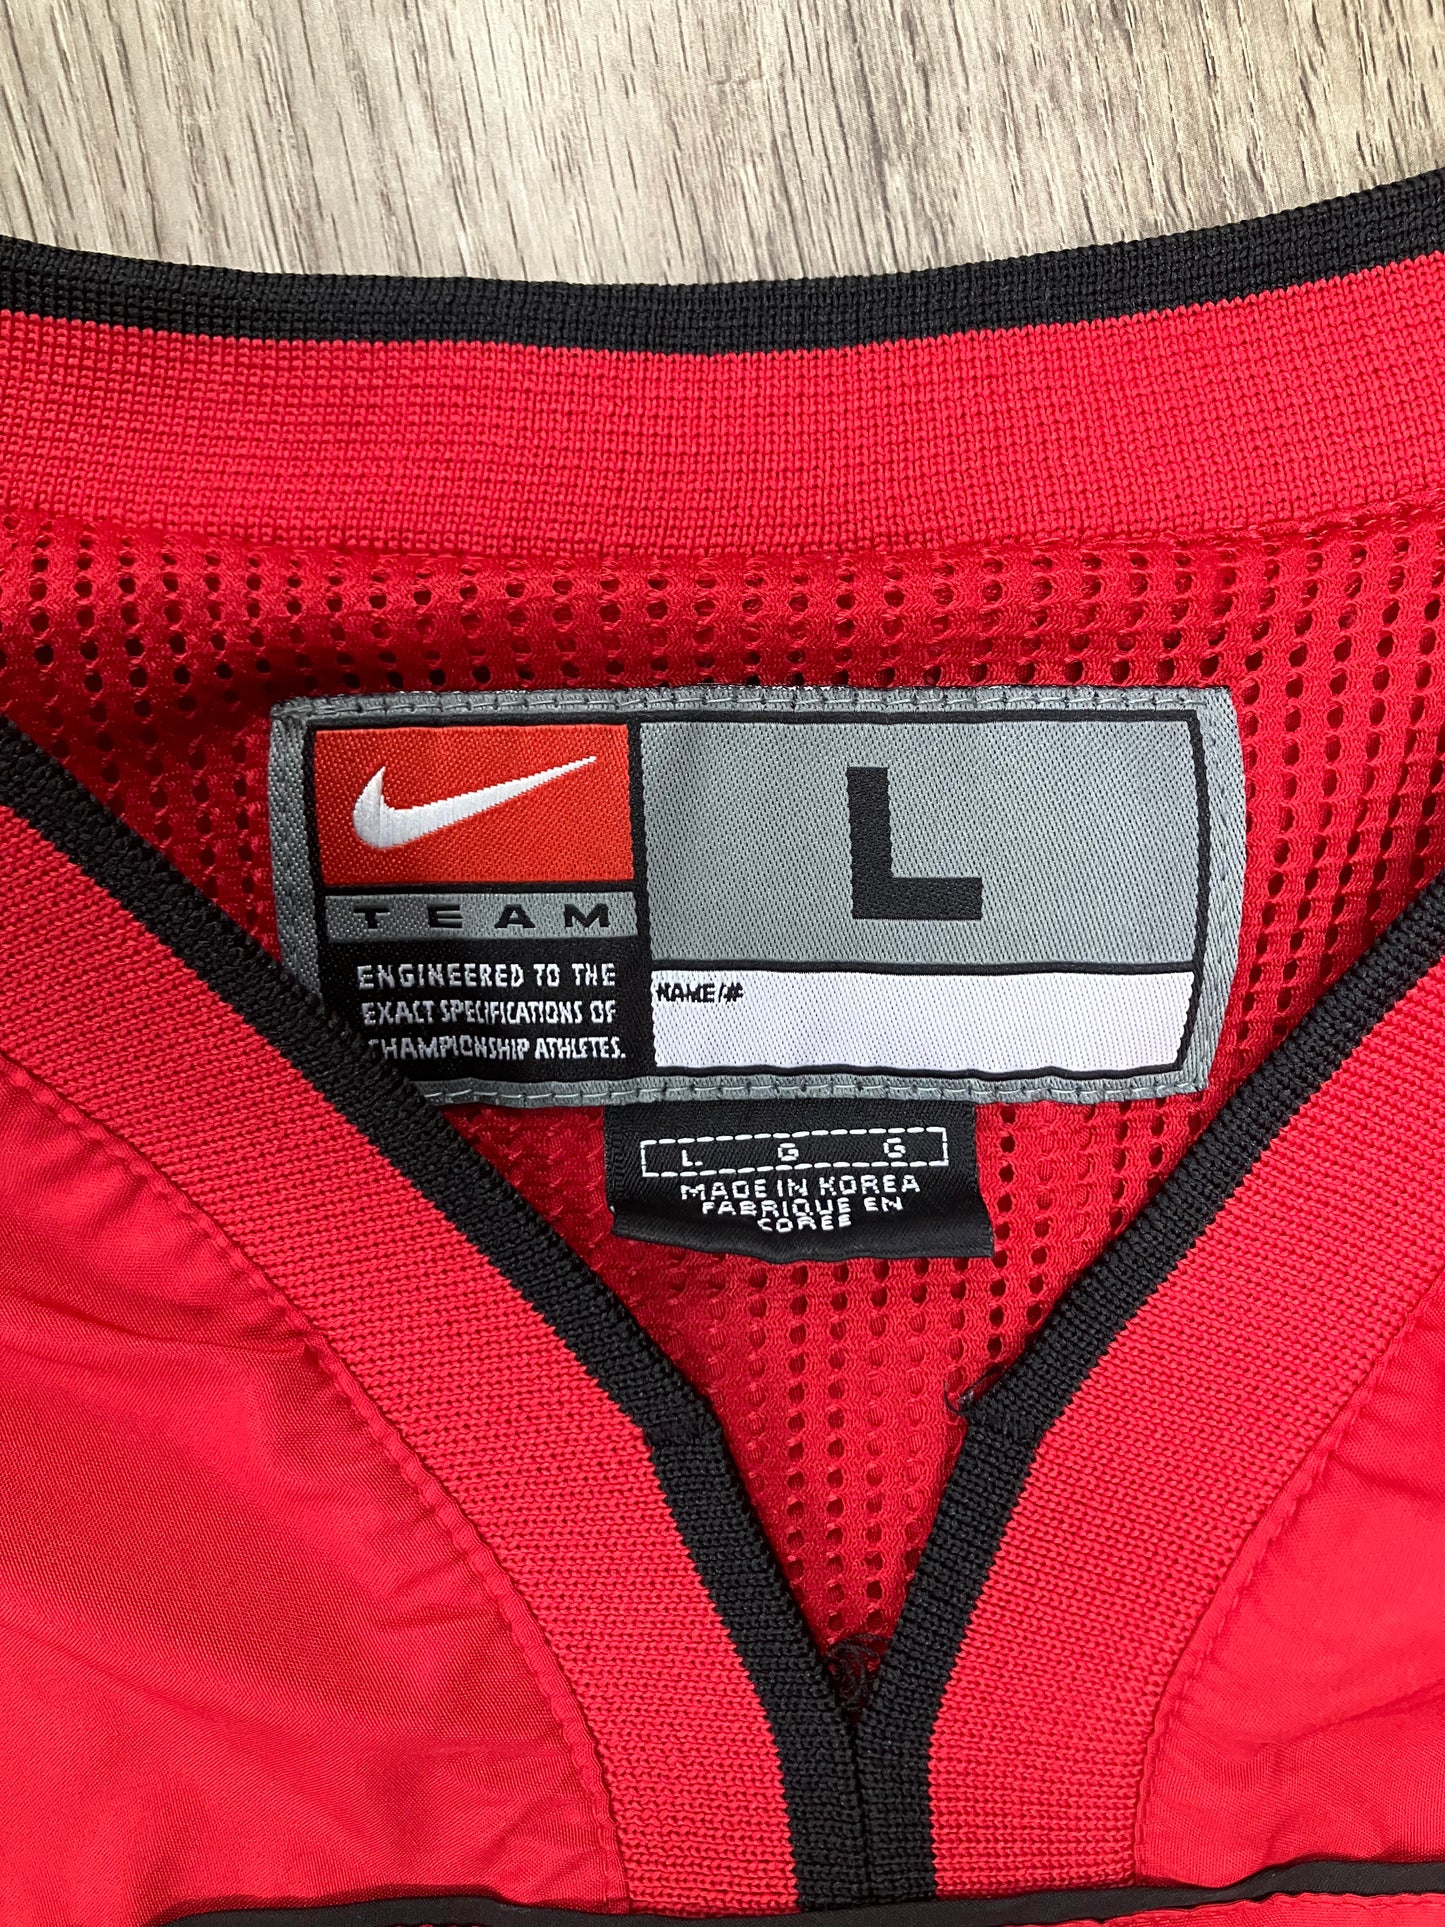 TEAM
ENGINEERED TO THE
EXACT SPECIFICATIONS OF
CHAMPIONSHIP ATHLETES.
L
NAME/#
L G G
MADE IN KOREA
FABRIQUE EN
COREE